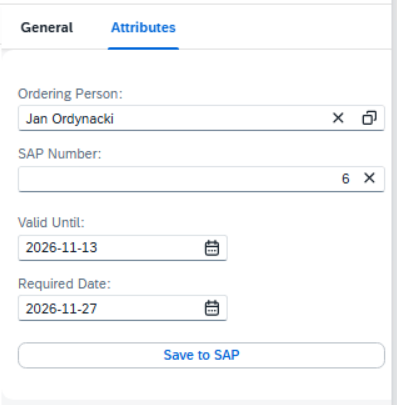 General Attributes
Ordering Person:
Jan Ordynacki
SAP Number:
6
Valid Until:
2026-11-13
Required Date:
2026-11-27
Save to SAP